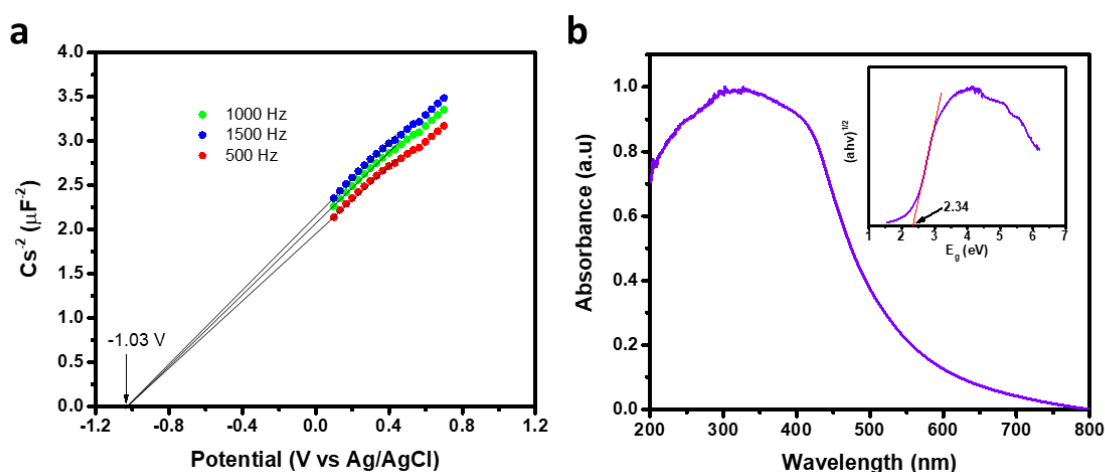 a
4.0
3.5
3.0
2.5
2.0
1.5
1.0
0.5
0.0
Cs⁻² (μF⁻²)
1000 Hz
1500 Hz
500 Hz
-1.03 V
-1.2 -0.8 -0.4 0.0 0.4 0.8 1.2
Potential (V vs Ag/AgCl)
b
1.0
0.8
0.6
0.4
0.2
0.0
Absorbance (a.u)
(ahv)¹ᐟ²
2.34
1 2 3 4 5 6 7
E_g (eV)
200 300 400 500 600 700 800
Wavelength (nm)